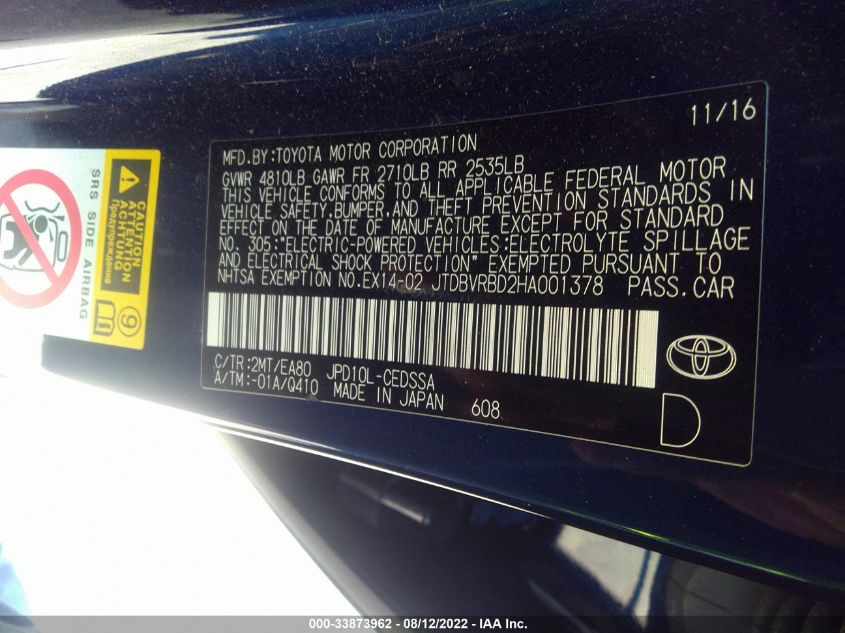 SRS SIDE AIRBAG
CAUTION
ATTENTION
ACHTUNG
Предупреждение
9
11/16
MFD.BY:TOYOTA MOTOR CORPORATION
GVWR 4810LB GAWR FR 2710LB RR 2535LB
THIS VEHICLE CONFORMS TO ALL APPLICABLE FEDERAL MOTOR
VEHICLE SAFETY,BUMPER,AND THEFT PREVENTION STANDARDS IN
EFFECT ON THE DATE OF MANUFACTURE EXCEPT FOR STANDARD
NO. 305:"ELECTRIC-POWERED VEHICLES:ELECTROLYTE SPILLAGE
AND ELECTRICAL SHOCK PROTECTION" EXEMPTED PURSUANT TO
NHTSA EXEMPTION NO.EX14-02 JTDBVRBD2HA001378 PASS.CAR
C/TR:2MT/EA80 JPD10L-CEDSSA
A/TM:-01A/Q410 MADE IN JAPAN 608
D
000-33873962 - 08/12/2022 - IAA Inc.